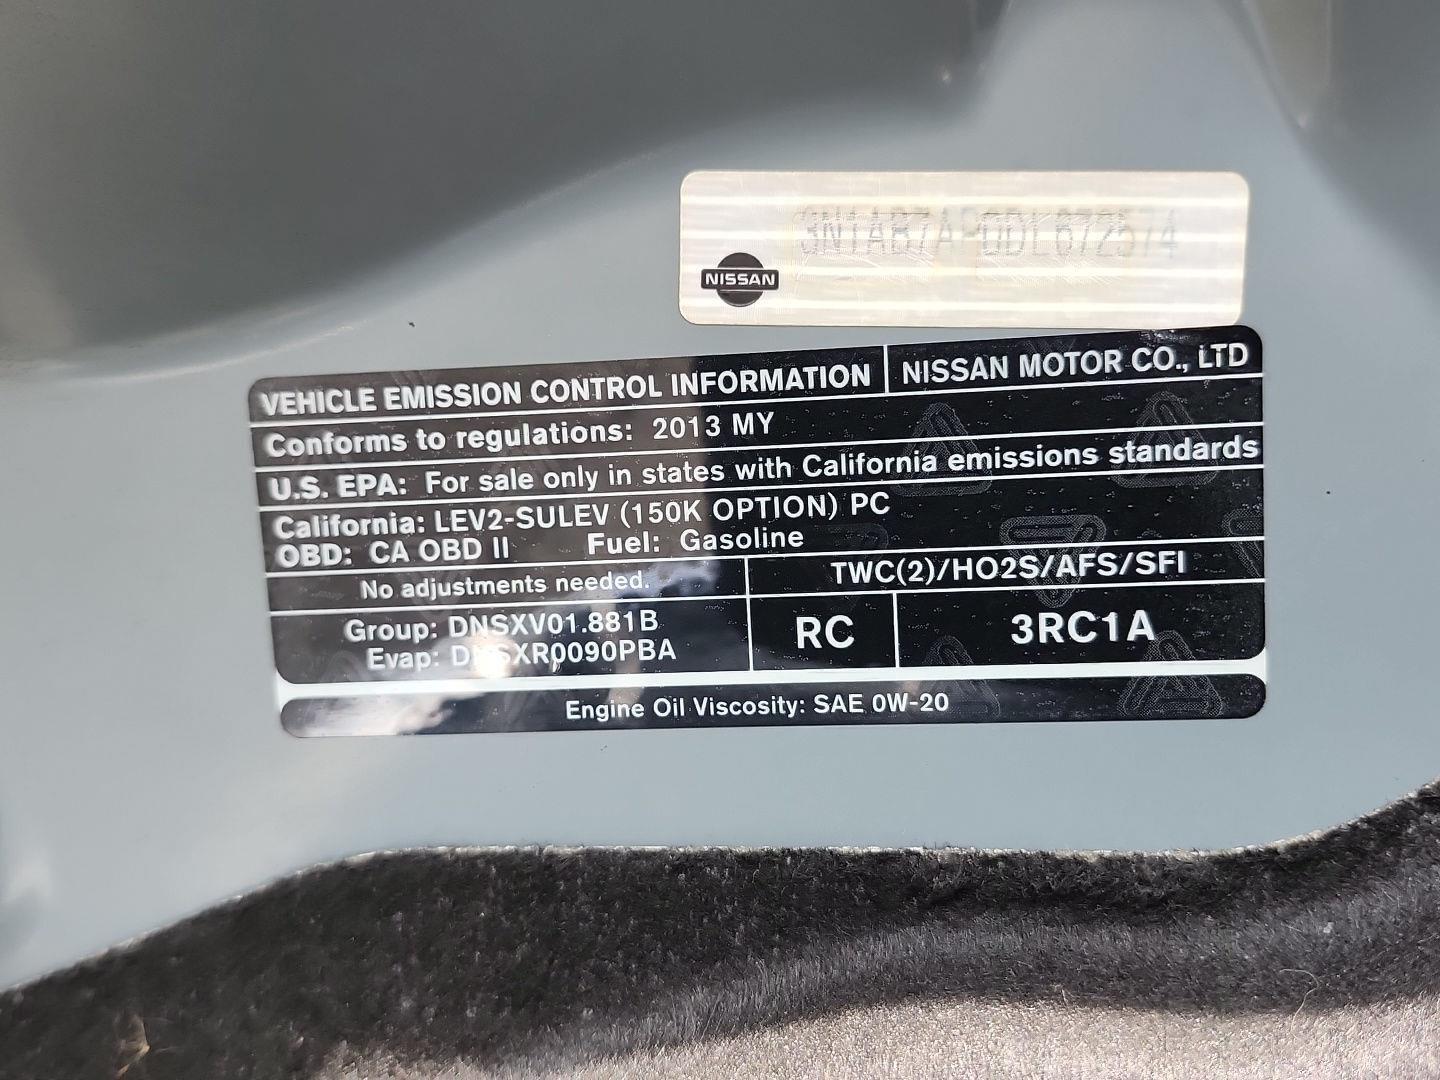 3N1AB7AP0DL672574
NISSAN
VEHICLE EMISSION CONTROL INFORMATION NISSAN MOTOR CO., LTD
Conforms to regulations: 2013 MY
U.S. EPA: For sale only in states with California emissions standards
California: LEV2-SULEV (150K OPTION) PC
OBD: CA OBD II Fuel: Gasoline
No adjustments needed. TWC(2)/HO2S/AFS/SFI
Group: DNSXV01.881B RC 3RC1A
Evap: DNSXR0090PBA
Engine Oil Viscosity: SAE 0W-20